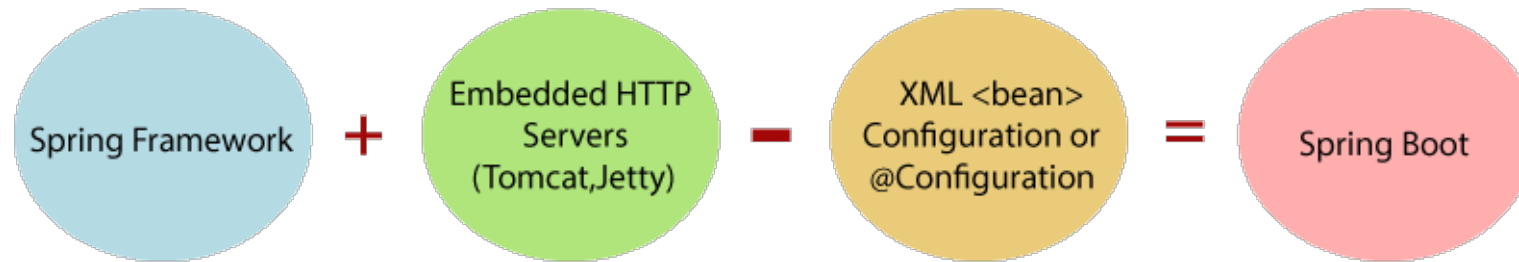 Spring Framework
+
Embedded HTTP
Servers
(Tomcat,Jetty)
-
XML <bean>
Configuration or
@Configuration
=
Spring Boot